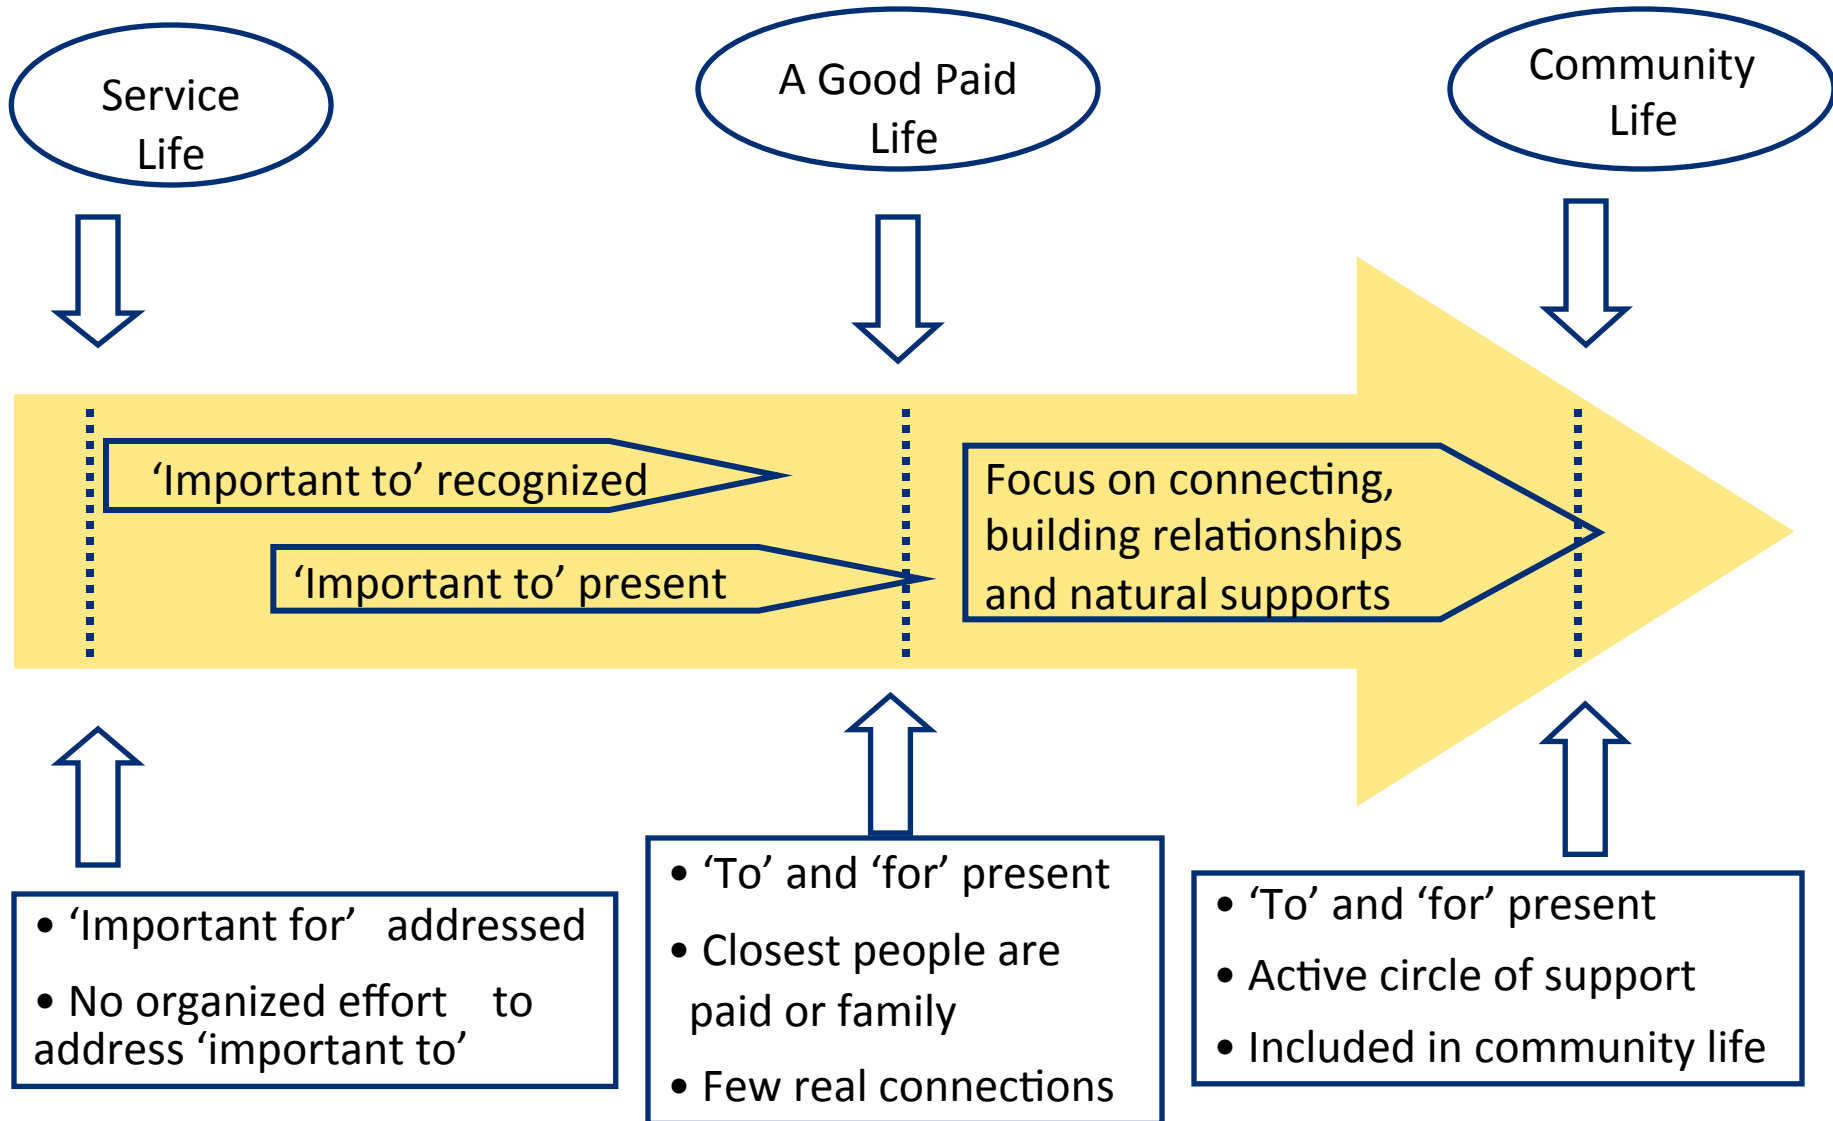 Service
Life
A Good Paid
Life
Community
Life
‘Important to’ recognized
‘Important to’ present
Focus on connecting,
building relationships
and natural supports
• ‘Important for’ addressed
• No organized effort to
address ‘important to’
• ‘To’ and ‘for’ present
• Closest people are
paid or family
• Few real connections
• ‘To’ and ‘for’ present
• Active circle of support
• Included in community life